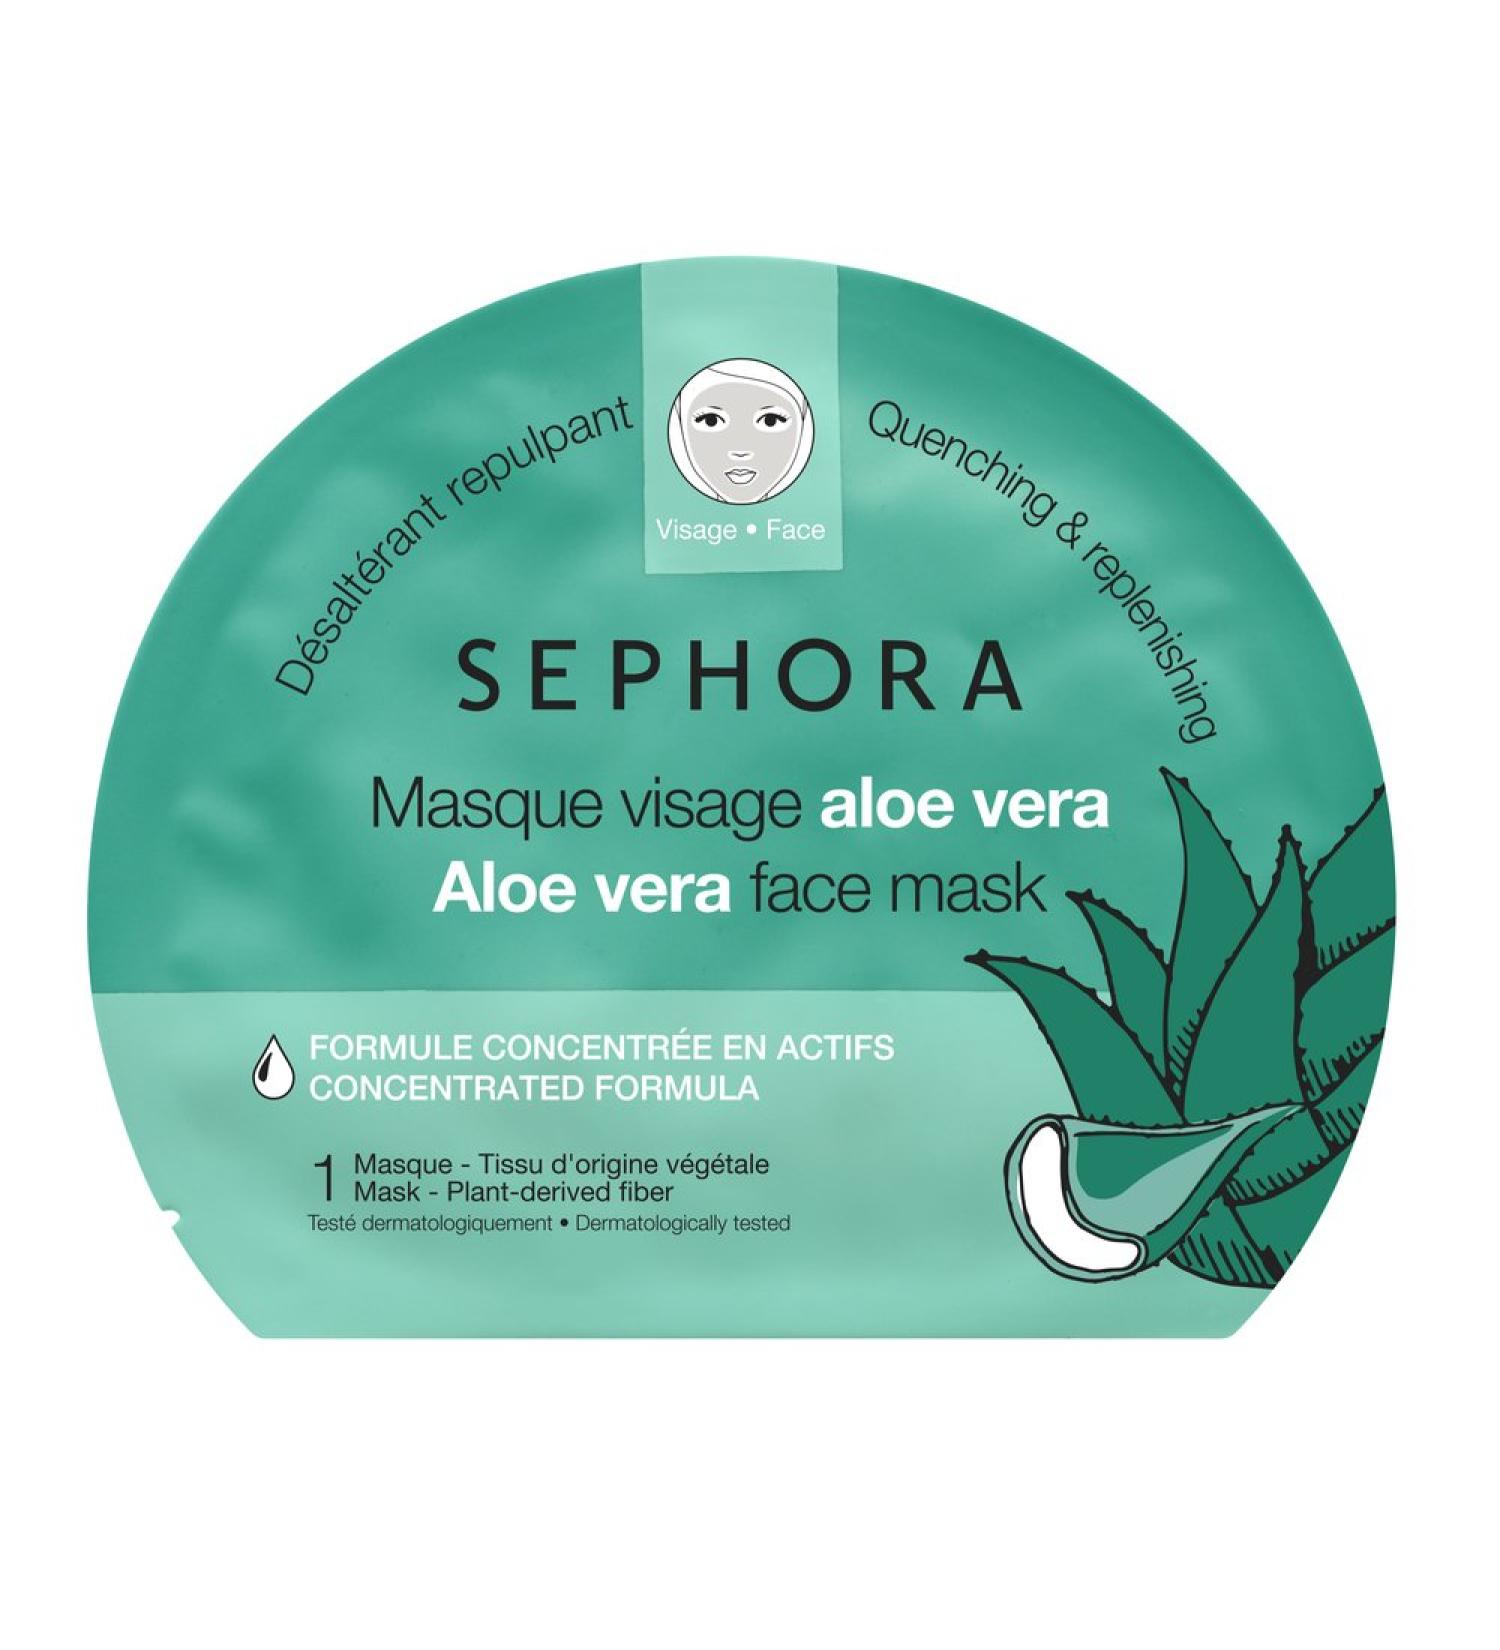 Visage • Face
Désaltérant repulpant
Quenching & replenishing
SEPHORA
Masque visage aloe vera
Aloe vera face mask
FORMULE CONCENTRÉE EN ACTIFS
CONCENTRATED FORMULA
1 Masque - Tissu d'origine végétale
Mask - Plant-derived fiber
Testé dermatologiquement • Dermatologically tested